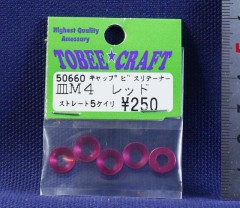 Highest Quality
Accessory
TOBEE★CRAFT
50660 キャップビスリテーナー
皿M4 レッド
ストレート5ケイリ
¥250